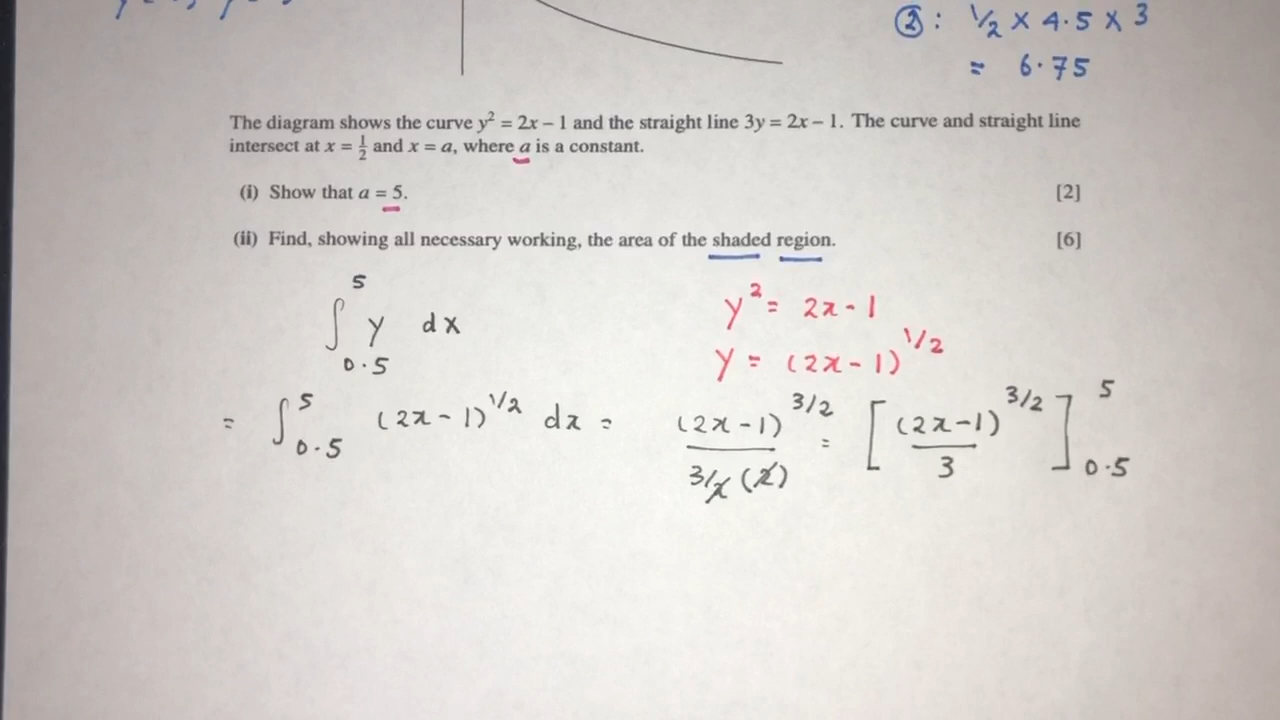 ②: 1/2 × 4.5 × 3
= 6.75
The diagram shows the curve y² = 2x – 1 and the straight line 3y = 2x – 1. The curve and straight line
intersect at x = 1/2 and x = a, where a is a constant.
(i) Show that a = 5. [2]
(ii) Find, showing all necessary working, the area of the shaded region. [6]
∫_{0.5}^{5} y dx
y² = 2x - 1
y = (2x - 1)^{1/2}
= ∫_{0.5}^{5} (2x - 1)^{1/2} dx = (2x - 1)^{3/2} / 3/2 (2) = [(2x - 1)^{3/2} / 3]_{0.5}^{5}